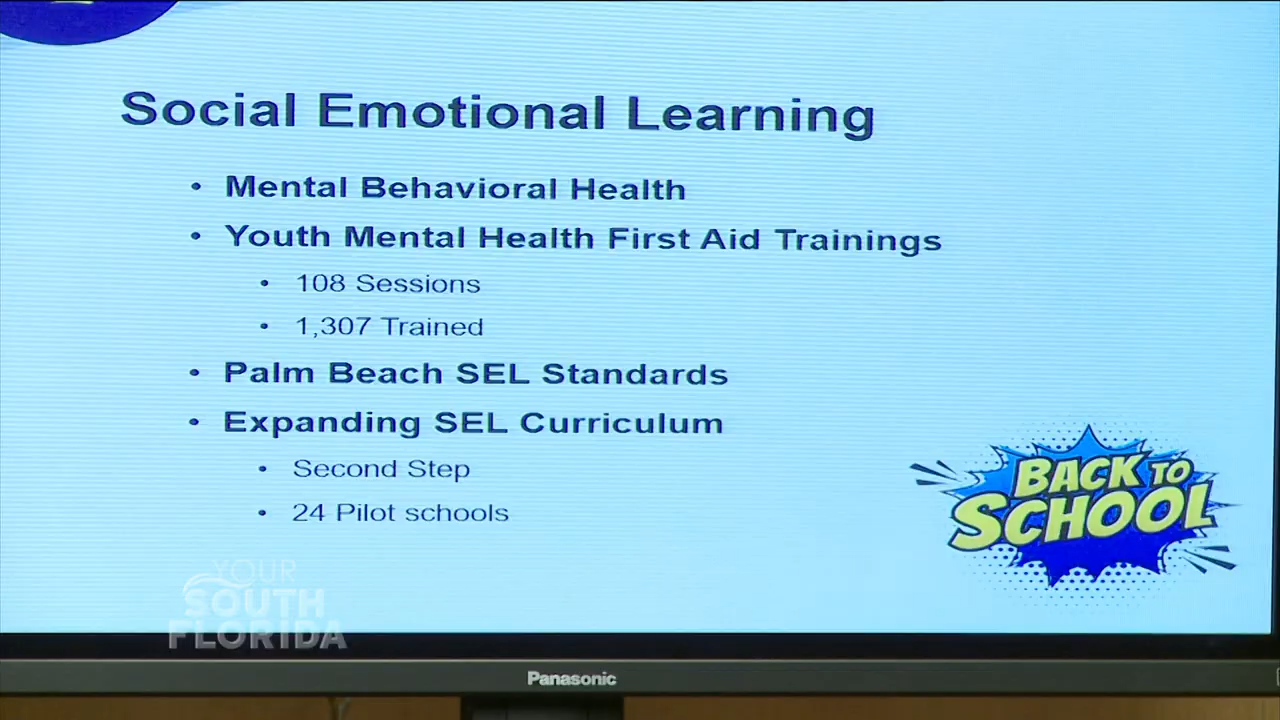 Social Emotional Learning
• Mental Behavioral Health
• Youth Mental Health First Aid Trainings
• 108 Sessions
• 1,307 Trained
• Palm Beach SEL Standards
• Expanding SEL Curriculum
• Second Step
• 24 Pilot schools
BACK TO
SCHOOL
YOUR
SOUTH
FLORIDA
Panasonic